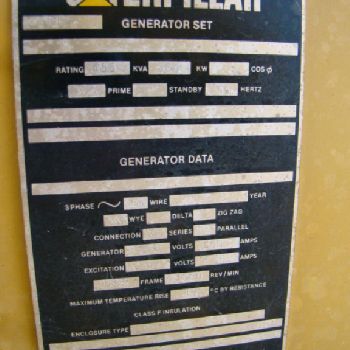 GENERATOR SET
RATING KVA KW COS φ
PRIME STANDBY HERTZ
GENERATOR DATA
3 PHASE ~ WIRE YEAR
WYE DELTA ZIG ZAG
CONNECTION SERIES PARALLEL
GENERATOR VOLTS AMPS
EXCITATION VOLTS AMPS
FRAME REV/MIN
MAXIMUM TEMPERATURE RISE °C BY RESISTANCE
CLASS F INSULATION
ENCLOSURE TYPE